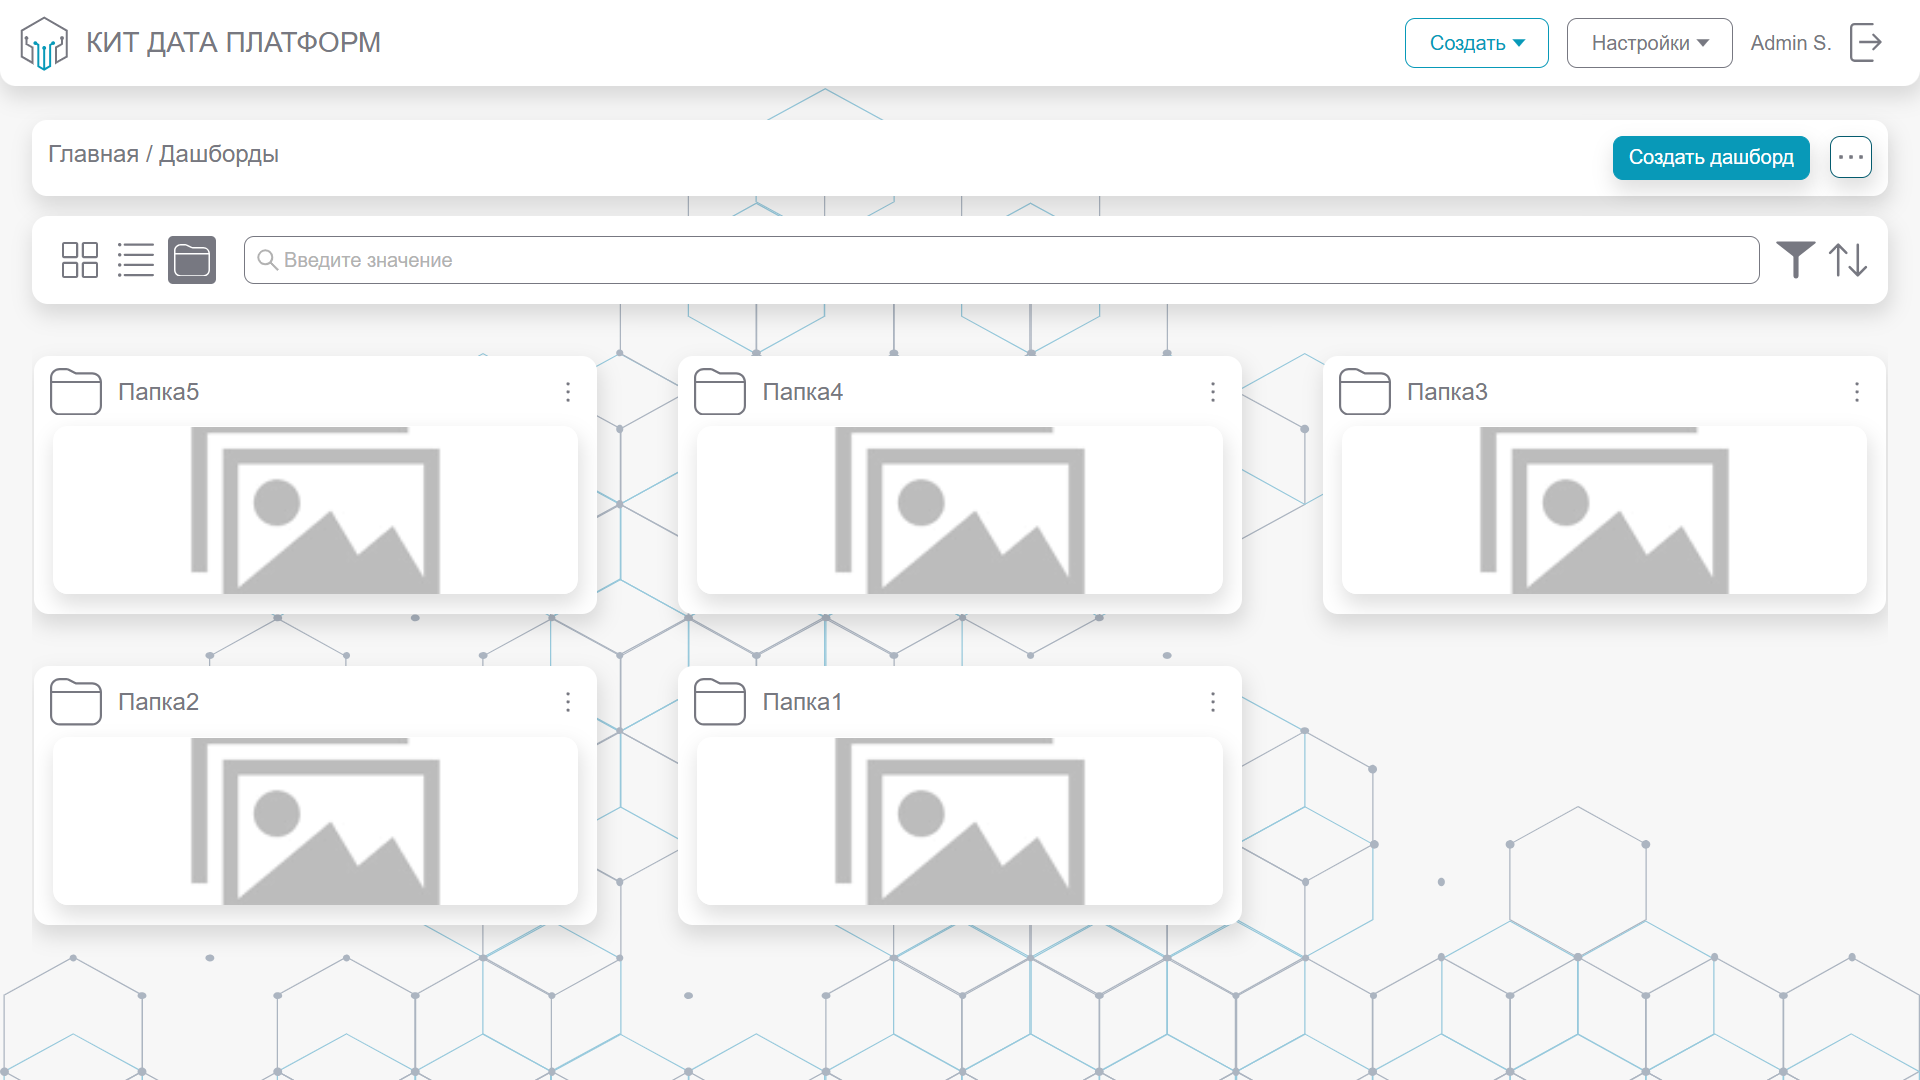 КИТ ДАТА ПЛАТФОРМ
Создать
Настройки
Admin S.
Главная / Дашборды
Создать дашборд
Введите значение
Папка5
Папка4
Папка3
Папка2
Папка1